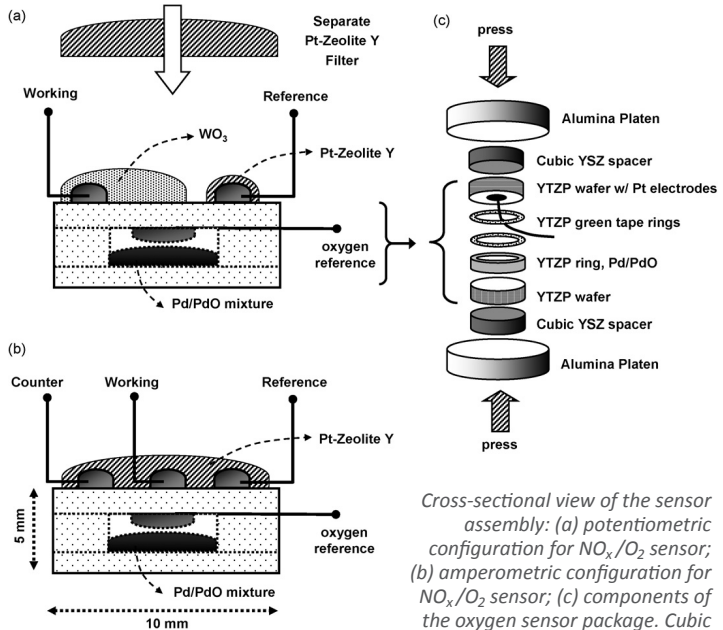 (a)
Separate
Pt-Zeolite Y
Filter
Working
Reference
WO₃
Pt-Zeolite Y
oxygen
reference
Pd/PdO mixture
(b)
Counter
Working
Reference
Pt-Zeolite Y
oxygen
reference
5 mm
Pd/PdO mixture
10 mm
(c)
press
Alumina Platen
Cubic YSZ spacer
YTZP wafer w/ Pt electrodes
YTZP green tape rings
YTZP ring, Pd/PdO
YTZP wafer
Cubic YSZ spacer
Alumina Platen
press
Cross-sectional view of the sensor
assembly: (a) potentiometric
configuration for NOₓ/O₂ sensor;
(b) amperometric configuration for
NOₓ/O₂ sensor; (c) components of
the oxygen sensor package. Cubic